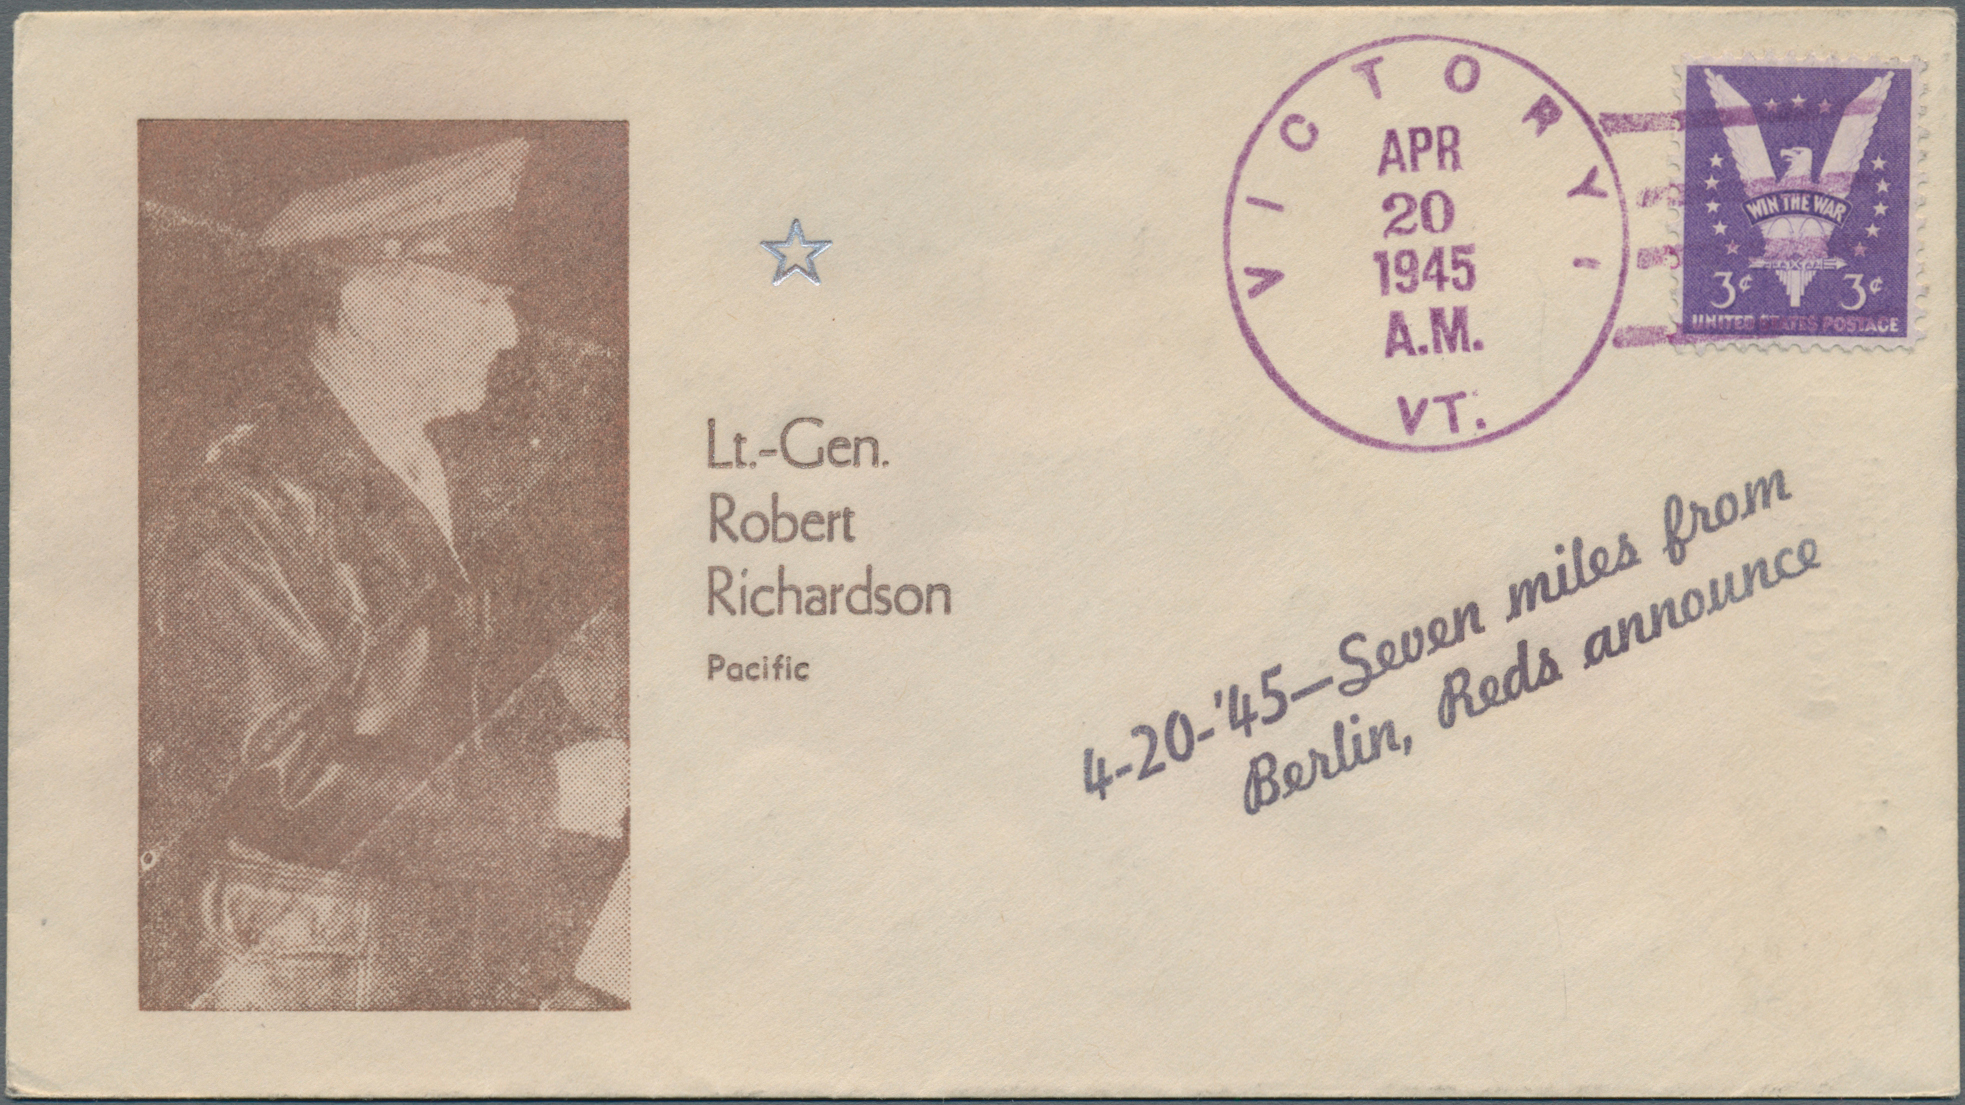 VICTORY
APR
20
1945
A.M.
VT.
WIN THE WAR
3¢ 3¢
UNITED STATES POSTAGE
Lt.-Gen.
Robert
Richardson
Pacific
4-20-'45—Seven miles from
Berlin, Reds announce